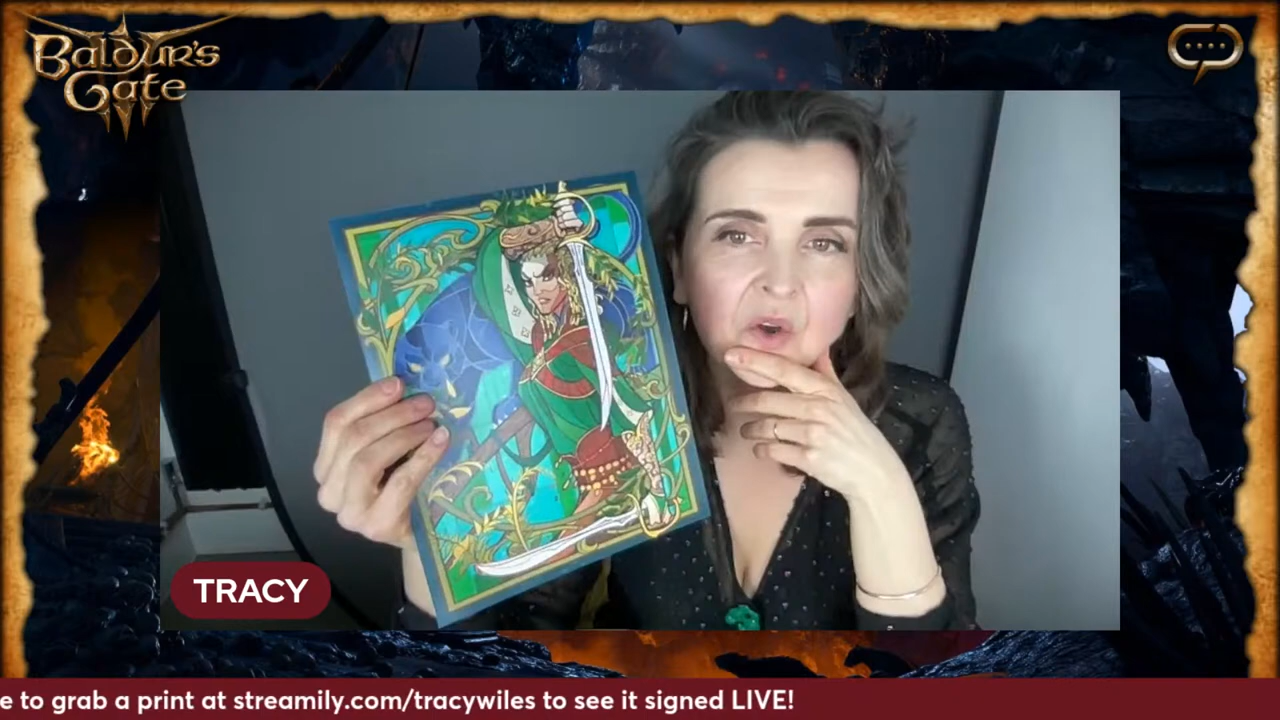 Baldur's
Gate
III
TRACY
e to grab a print at streamily.com/tracywiles to see it signed LIVE!